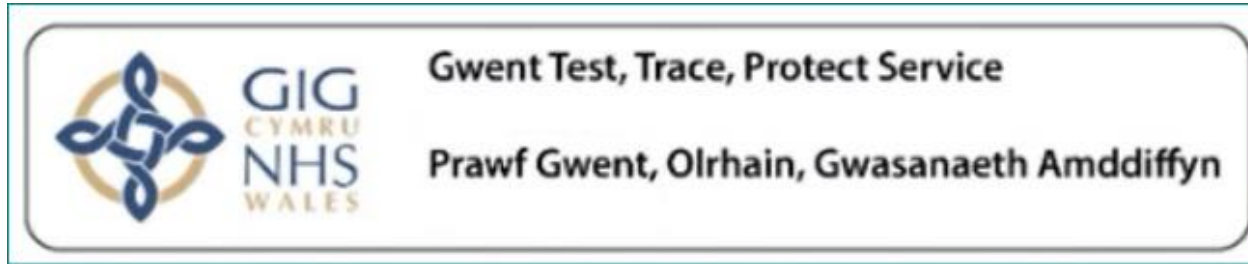 GIG
CYMRU
NHS
WALES
Gwent Test, Trace, Protect Service
Prawf Gwent, Olrhain, Gwasanaeth Amddiffyn